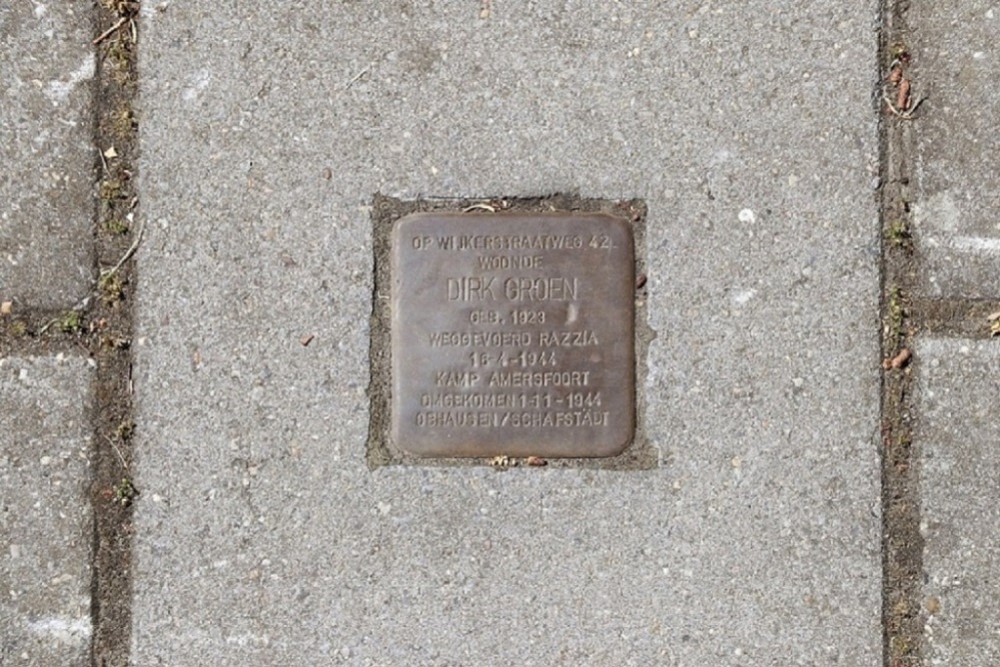 OP WIJKERSTRAATWEG 42
WOONDE
DIRK GROEN
GEB. 1923
WEGGEVOERD RAZZIA
16-4-1944
KAMP AMERSFOORT
OMGEKOMEN 1-11-1944
OBHAUSEN/SCHAFSTÄDT